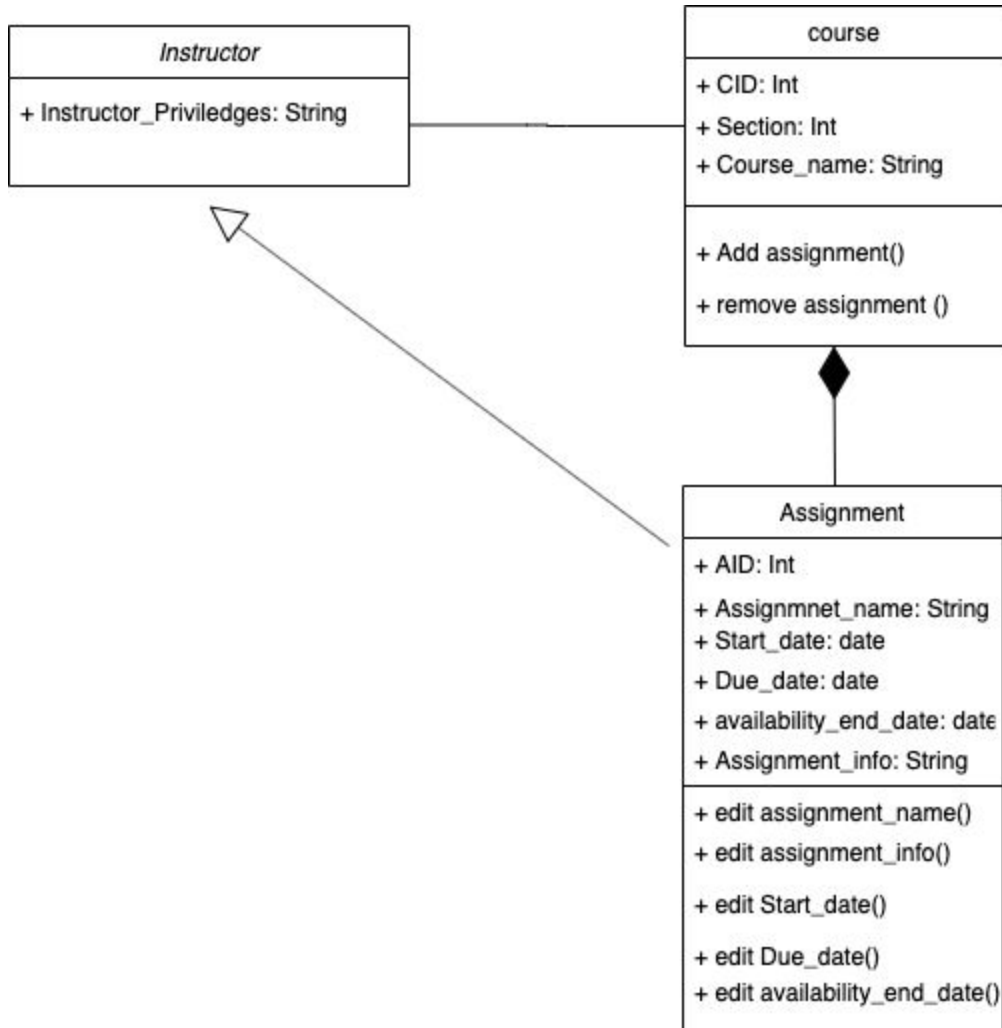 Instructor
+ Instructor_Priviledges: String
course
+ CID: Int
+ Section: Int
+ Course_name: String
+ Add assignment()
+ remove assignment ()
Assignment
+ AID: Int
+ Assignmnet_name: String
+ Start_date: date
+ Due_date: date
+ availability_end_date: date
+ Assignment_info: String
+ edit assignment_name()
+ edit assignment_info()
+ edit Start_date()
+ edit Due_date()
+ edit availability_end_date()